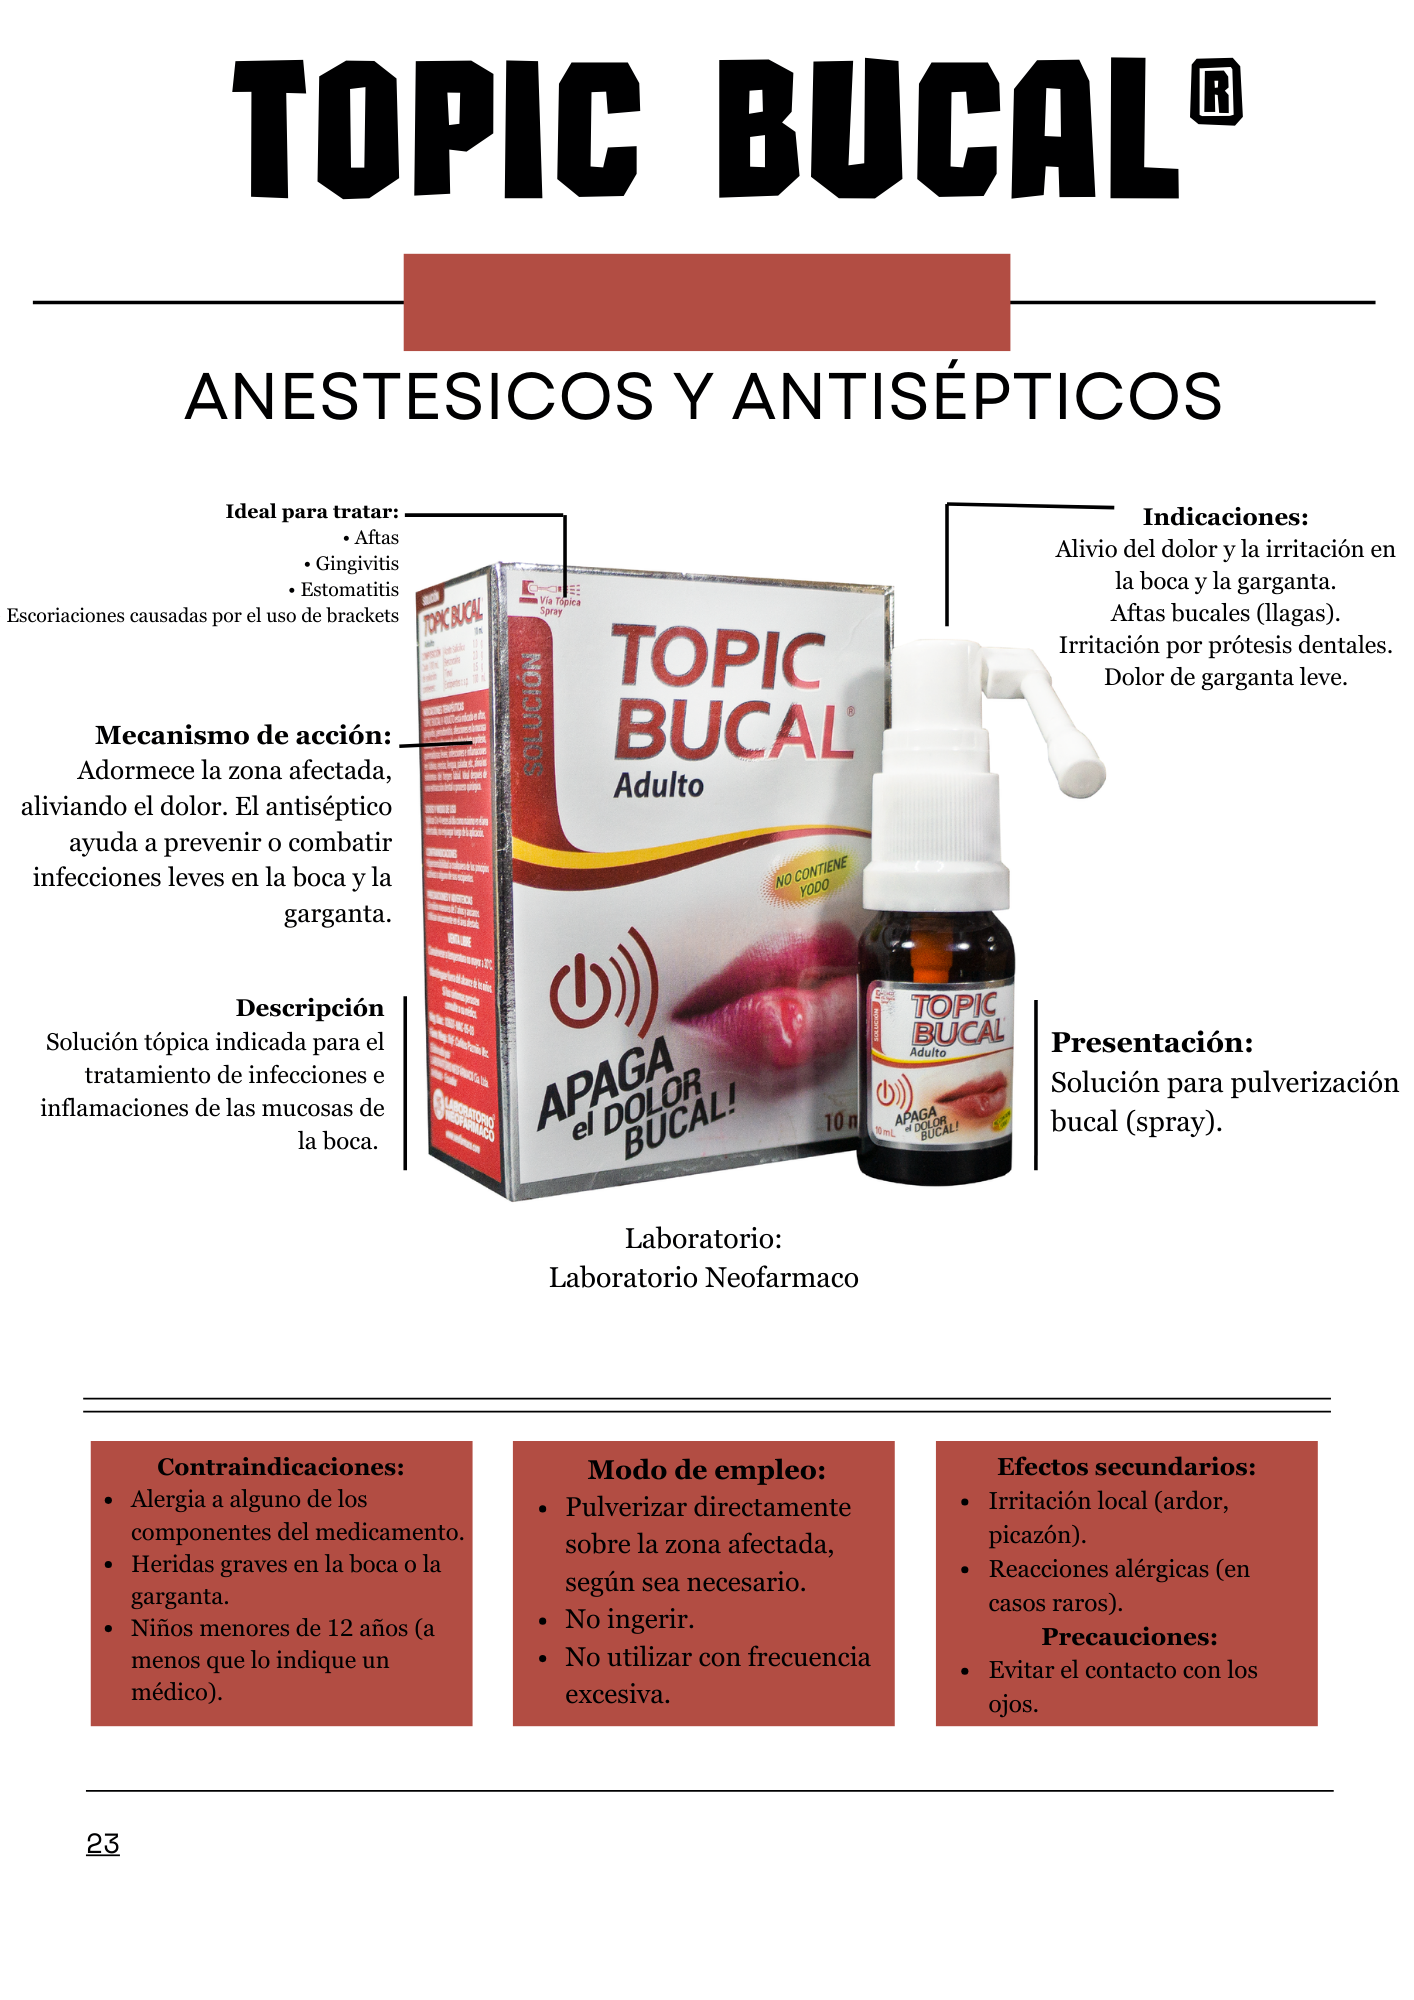 TOPIC BUCAL®
ANESTESICOS Y ANTISÉPTICOS
Ideal para tratar:
• Aftas
• Gingivitis
• Estomatitis
Escoriaciones causadas por el uso de brackets
Indicaciones:
Alivio del dolor y la irritación en
la boca y la garganta.
Aftas bucales (llagas).
Irritación por prótesis dentales.
Dolor de garganta leve.
Mecanismo de acción:
Adormece la zona afectada,
aliviando el dolor. El antiséptico
ayuda a prevenir o combatir
infecciones leves en la boca y la
garganta.
Descripción
Solución tópica indicada para el
tratamiento de infecciones e
inflamaciones de las mucosas de
la boca.
SOLUCIÓN
TOPIC BUCAL
Adulto
VENTA LIBRE
LABORATORIO
NEOFARMACO
Vía Tópica
Spray
SOLUCIÓN
TOPIC
BUCAL®
Adulto
NO CONTIENE
YODO
APAGA
el DOLOR
BUCAL!
10 m
SOLUCIÓN
TOPIC
BUCAL
Adulto
APAGA
el DOLOR
BUCAL!
10 mL
Presentación:
Solución para pulverización
bucal (spray).
Laboratorio:
Laboratorio Neofarmaco
Contraindicaciones:
• Alergia a alguno de los
componentes del medicamento.
• Heridas graves en la boca o la
garganta.
• Niños menores de 12 años (a
menos que lo indique un
médico).
Modo de empleo:
• Pulverizar directamente
sobre la zona afectada,
según sea necesario.
• No ingerir.
• No utilizar con frecuencia
excesiva.
Efectos secundarios:
• Irritación local (ardor,
picazón).
• Reacciones alérgicas (en
casos raros).
Precauciones:
• Evitar el contacto con los
ojos.
23